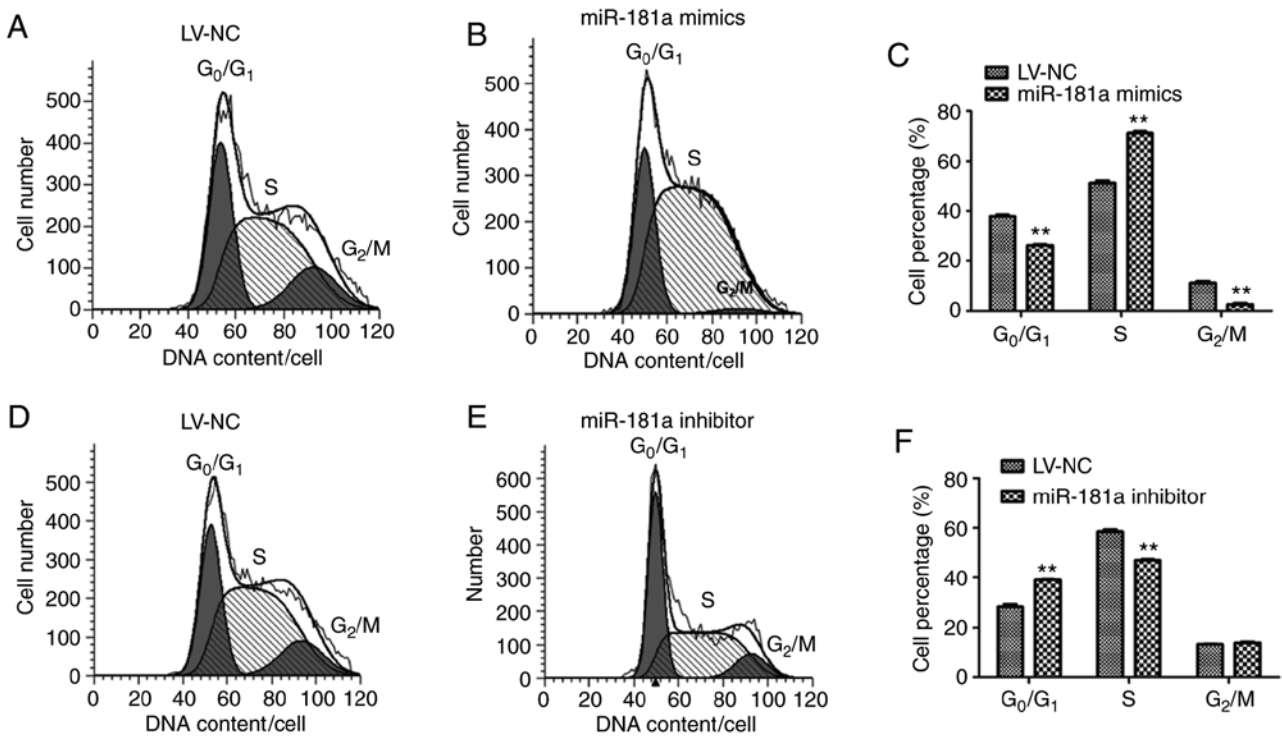 A
LV-NC
G0/G1
S
G2/M
Cell number
500
400
300
200
100
0
0 20 40 60 80 100 120
DNA content/cell
B
miR-181a mimics
G0/G1
S
G2/M
Cell number
500
400
300
200
100
0
0 20 40 60 80 100 120
DNA content/cell
C
LV-NC
miR-181a mimics
Cell percentage (%)
80
60
40
20
0
**
**
**
G0/G1 S G2/M
D
LV-NC
G0/G1
S
G2/M
Cell number
500
400
300
200
100
0
0 20 40 60 80 100 120
DNA content/cell
E
miR-181a inhibitor
G0/G1
S
G2/M
Number
600
500
400
300
200
100
0
0 20 40 60 80 100 120
DNA content/cell
F
LV-NC
miR-181a inhibitor
Cell percentage (%)
80
60
40
20
0
**
**
G0/G1 S G2/M